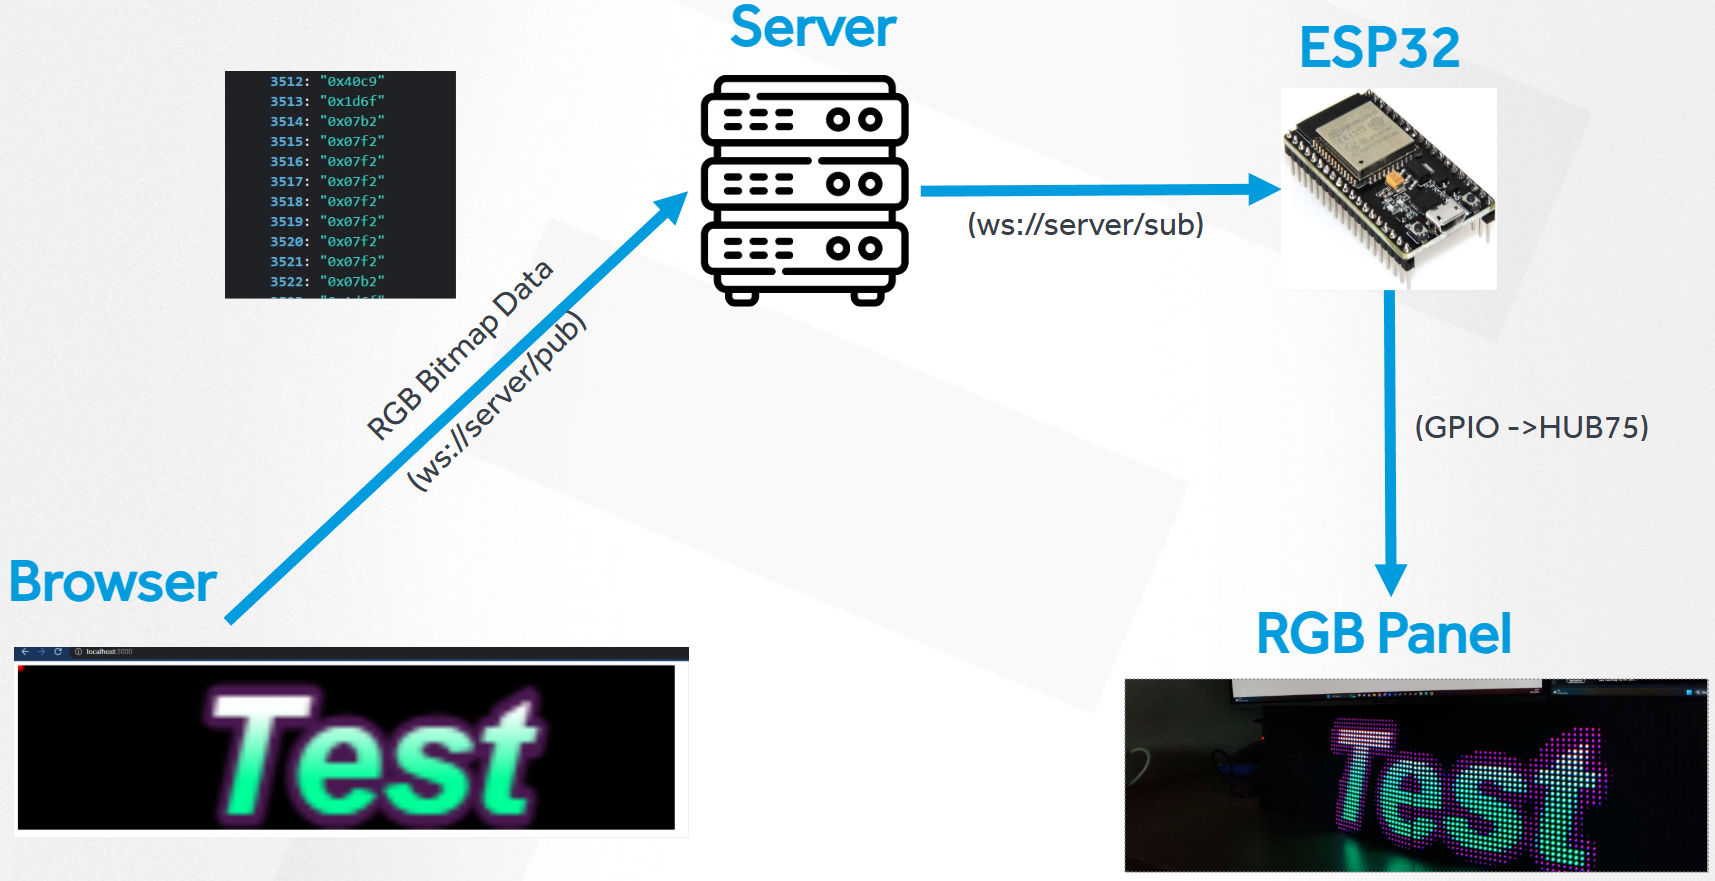 Server
ESP32
3512: "0x40c9"
3513: "0x1d6f"
3514: "0x07b2"
3515: "0x07f2"
3516: "0x07f2"
3517: "0x07f2"
3518: "0x07f2"
3519: "0x07f2"
3520: "0x07f2"
3521: "0x07f2"
3522: "0x07b2"
(ws://server/sub)
RGB Bitmap Data
(ws://server/pub)
(GPIO ->HUB75)
Browser
localhost:3000
Test
RGB Panel
Test